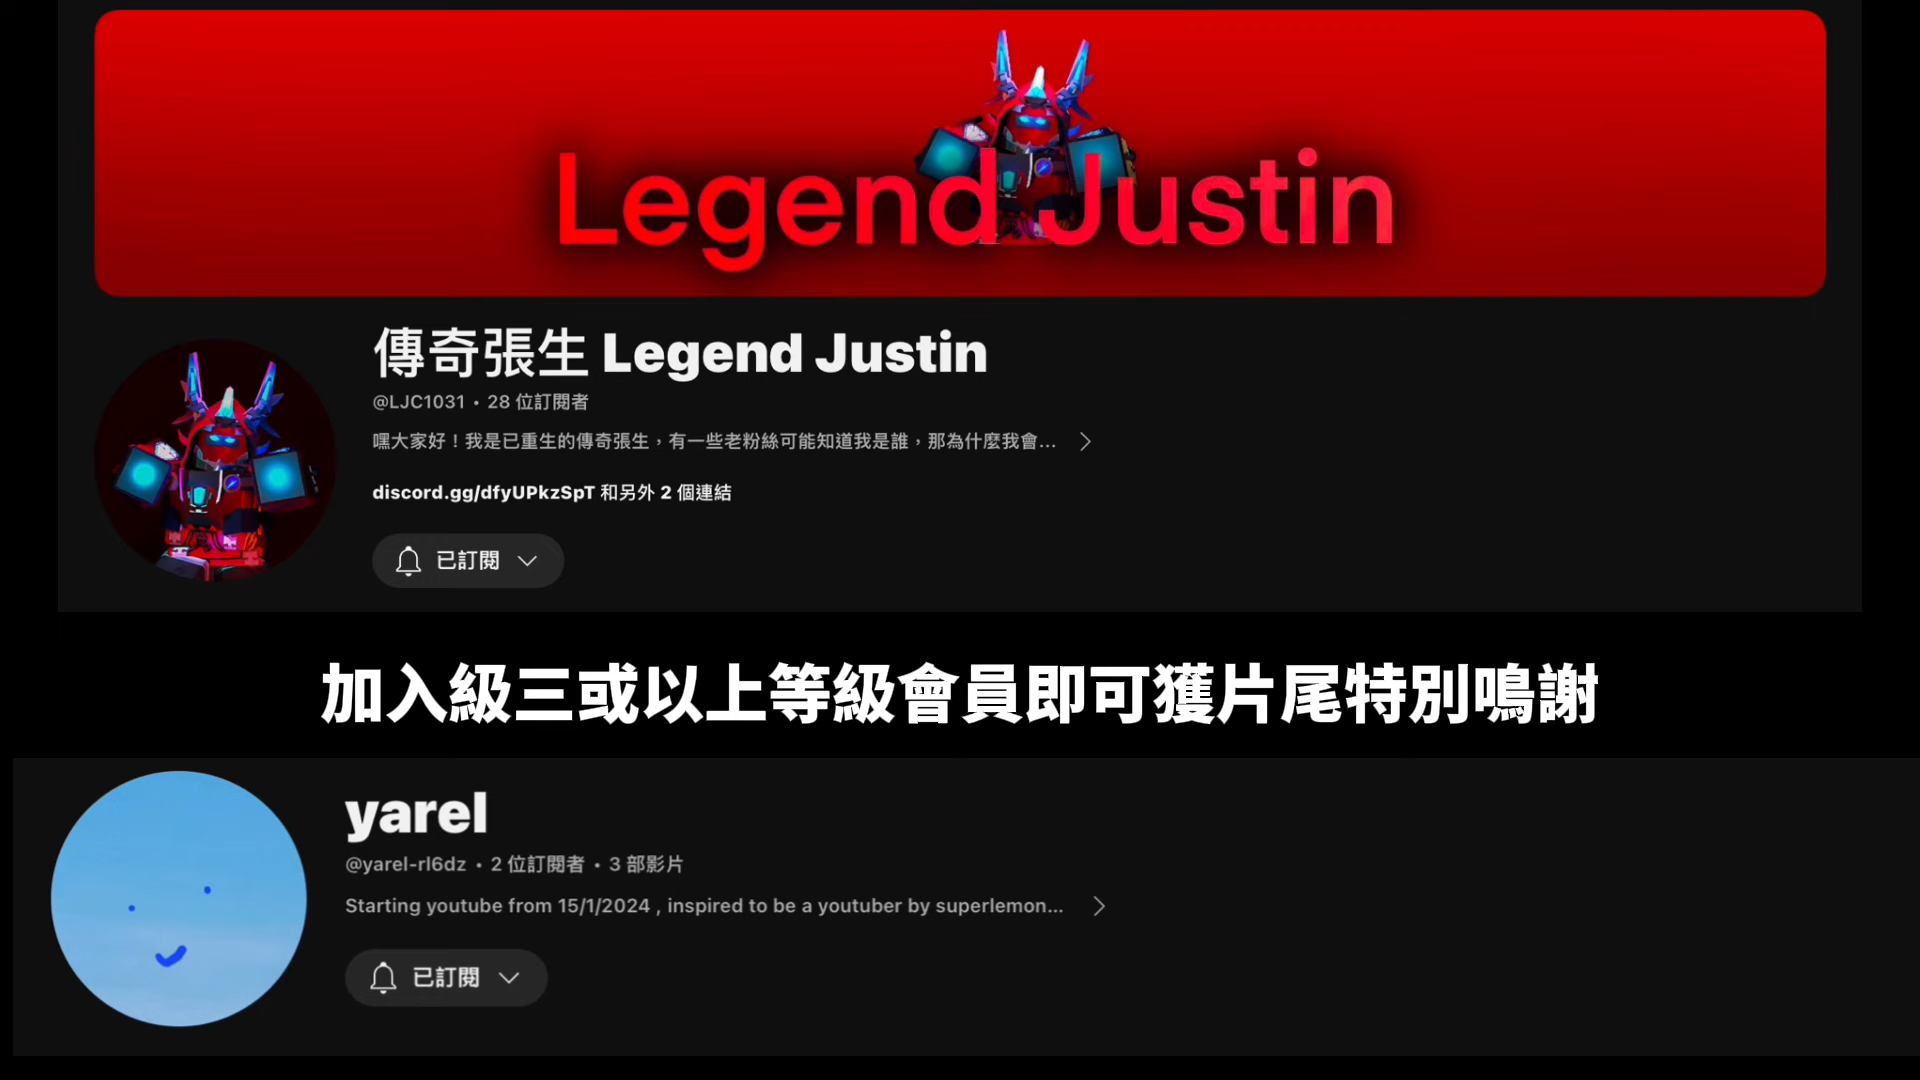 Legend Justin
傳奇張生 Legend Justin
@LJC1031 • 28 位訂閱者
嘿大家好！我是已重生的傳奇張生，有一些老粉絲可能知道我是誰，那為什麼我會...
discord.gg/dfyUPkzSpT 和另外 2 個連結
已訂閱
加入級三或以上等級會員即可獲片尾特別鳴謝
yarel
@yarel-rl6dz • 2 位訂閱者 • 3 部影片
Starting youtube from 15/1/2024 , inspired to be a youtuber by superlemon...
已訂閱